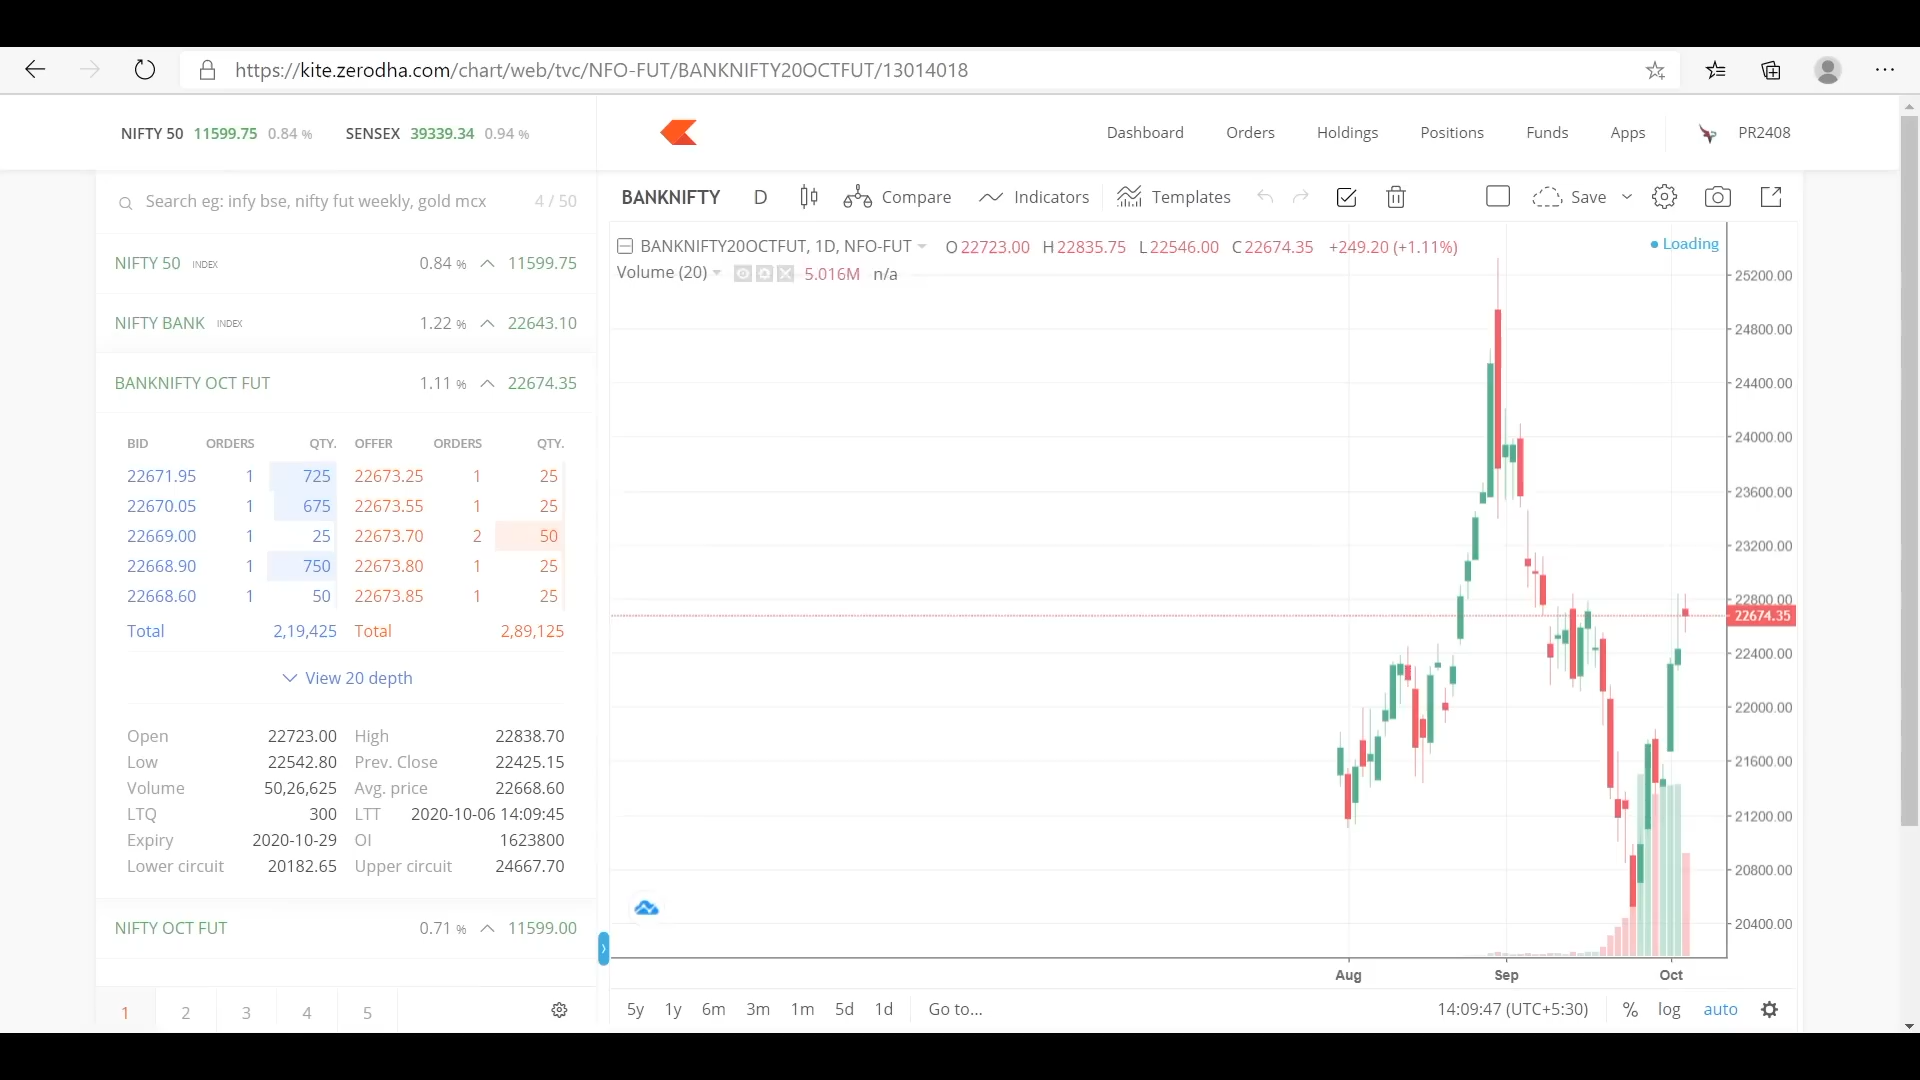 https://kite.zerodha.com/chart/web/tvc/NFO-FUT/BANKNIFTY20OCTFUT/13014018
NIFTY 50 11599.75 0.84 % SENSEX 39339.34 0.94 %
Dashboard Orders Holdings Positions Funds Apps PR2408
Search eg: infy bse, nifty fut weekly, gold mcx 4 / 50
NIFTY 50 INDEX 0.84 % 11599.75
NIFTY BANK INDEX 1.22 % 22643.10
BANKNIFTY OCT FUT 1.11 % 22674.35
BID ORDERS QTY. OFFER ORDERS QTY.
22671.95 1 725 22673.25 1 25
22670.05 1 675 22673.55 1 25
22669.00 1 25 22673.70 2 50
22668.90 1 750 22673.80 1 25
22668.60 1 50 22673.85 1 25
Total 2,19,425 Total 2,89,125
View 20 depth
Open 22723.00 High 22838.70
Low 22542.80 Prev. Close 22425.15
Volume 50,26,625 Avg. price 22668.60
LTQ 300 LTT 2020-10-06 14:09:45
Expiry 2020-10-29 OI 1623800
Lower circuit 20182.65 Upper circuit 24667.70
NIFTY OCT FUT 0.71 % 11599.00
1 2 3 4 5
BANKNIFTY D Compare Indicators Templates Save
BANKNIFTY20OCTFUT, 1D, NFO-FUT O22723.00 H22835.75 L22546.00 C22674.35 +249.20 (+1.11%)
Loading
Volume (20) 5.016M n/a
25200.00
24800.00
24400.00
24000.00
23600.00
23200.00
22800.00
22674.35
22400.00
22000.00
21600.00
21200.00
20800.00
20400.00
Aug Sep Oct
5y 1y 6m 3m 1m 5d 1d Go to... 14:09:47 (UTC+5:30) % log auto